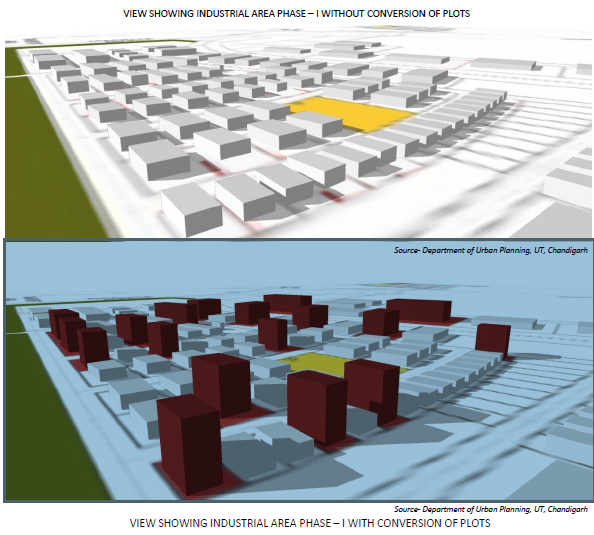 VIEW SHOWING INDUSTRIAL AREA PHASE – I WITHOUT CONVERSION OF PLOTS
Source- Department of Urban Planning, UT, Chandigarh
Source- Department of Urban Planning, UT, Chandigarh
VIEW SHOWING INDUSTRIAL AREA PHASE – I WITH CONVERSION OF PLOTS